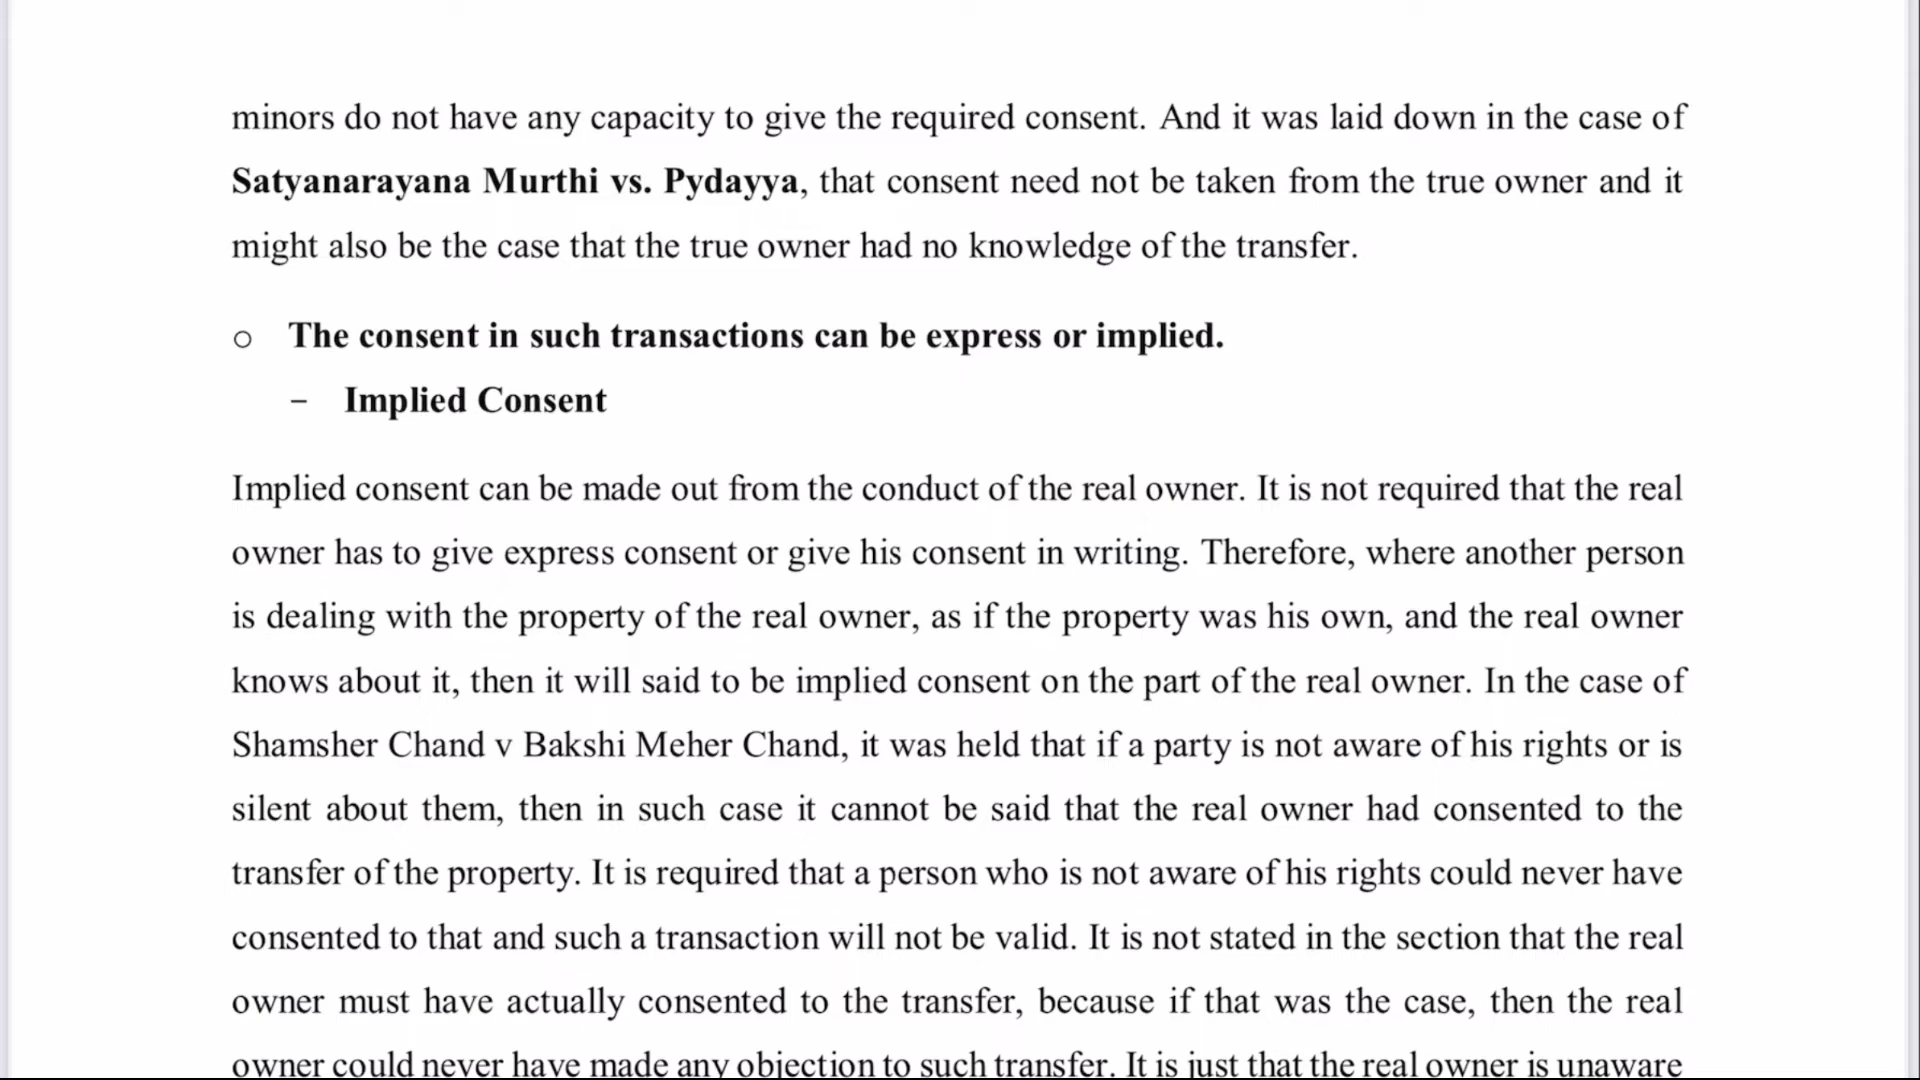 minors do not have any capacity to give the required consent. And it was laid down in the case of
Satyanarayana Murthi vs. Pydayya, that consent need not be taken from the true owner and it
might also be the case that the true owner had no knowledge of the transfer.
o The consent in such transactions can be express or implied.
– Implied Consent
Implied consent can be made out from the conduct of the real owner. It is not required that the real
owner has to give express consent or give his consent in writing. Therefore, where another person
is dealing with the property of the real owner, as if the property was his own, and the real owner
knows about it, then it will said to be implied consent on the part of the real owner. In the case of
Shamsher Chand v Bakshi Meher Chand, it was held that if a party is not aware of his rights or is
silent about them, then in such case it cannot be said that the real owner had consented to the
transfer of the property. It is required that a person who is not aware of his rights could never have
consented to that and such a transaction will not be valid. It is not stated in the section that the real
owner must have actually consented to the transfer, because if that was the case, then the real
owner could never have made any objection to such transfer. It is just that the real owner is unaware